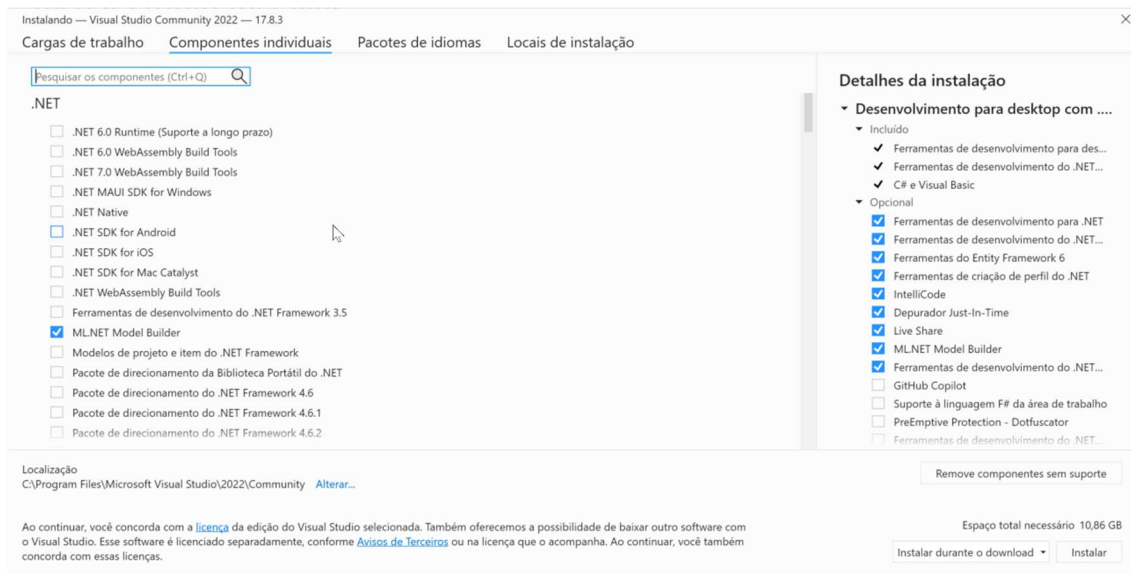 Instalando — Visual Studio Community 2022 — 17.8.3
Cargas de trabalho
Componentes individuais
Pacotes de idiomas
Locais de instalação
Pesquisar os componentes (Ctrl+Q)
.NET
.NET 6.0 Runtime (Suporte a longo prazo)
.NET 6.0 WebAssembly Build Tools
.NET 7.0 WebAssembly Build Tools
.NET MAUI SDK for Windows
.NET Native
.NET SDK for Android
.NET SDK for iOS
.NET SDK for Mac Catalyst
.NET WebAssembly Build Tools
Ferramentas de desenvolvimento do .NET Framework 3.5
ML.NET Model Builder
Modelos de projeto e item do .NET Framework
Pacote de direcionamento da Biblioteca Portátil do .NET
Pacote de direcionamento do .NET Framework 4.6
Pacote de direcionamento do .NET Framework 4.6.1
Pacote de direcionamento do .NET Framework 4.6.2
Detalhes da instalação
Desenvolvimento para desktop com ....
Incluído
Ferramentas de desenvolvimento para des...
Ferramentas de desenvolvimento do .NET...
C# e Visual Basic
Opcional
Ferramentas de desenvolvimento para .NET
Ferramentas de desenvolvimento do .NET...
Ferramentas do Entity Framework 6
Ferramentas de criação de perfil do .NET
IntelliCode
Depurador Just-In-Time
Live Share
ML.NET Model Builder
Ferramentas de desenvolvimento do .NET...
GitHub Copilot
Suporte à linguagem F# da área de trabalho
PreEmptive Protection - Dotfuscator
Ferramentas de desenvolvimento do .NET...
Localização
C:\Program Files\Microsoft Visual Studio\2022\Community Alterar...
Remove componentes sem suporte
Ao continuar, você concorda com a licença da edição do Visual Studio selecionada. Também oferecemos a possibilidade de baixar outro software com
o Visual Studio. Esse software é licenciado separadamente, conforme Avisos de Terceiros ou na licença que o acompanha. Ao continuar, você também
concorda com essas licenças.
Espaço total necessário 10,86 GB
Instalar durante o download
Instalar